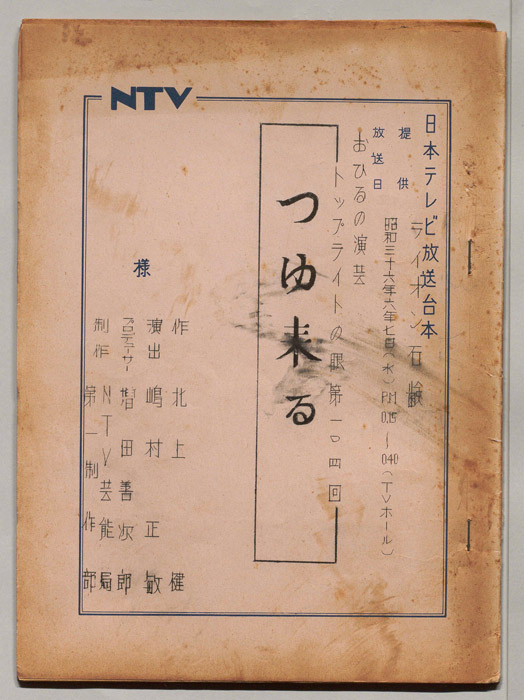 NTV
日本テレビ放送台本
提供 ライオン石鹸
放送日 昭和三十六年六月七日(水)P.M 0.15〜0.40(TVホール)
おひるの演芸
トップライトの眼第一〇四回
つゆ来る
様
作 北上 健
演出 嶋村 正敏
プロデューサー 増田善次郎
制作 NTV芸能局
第一制作部